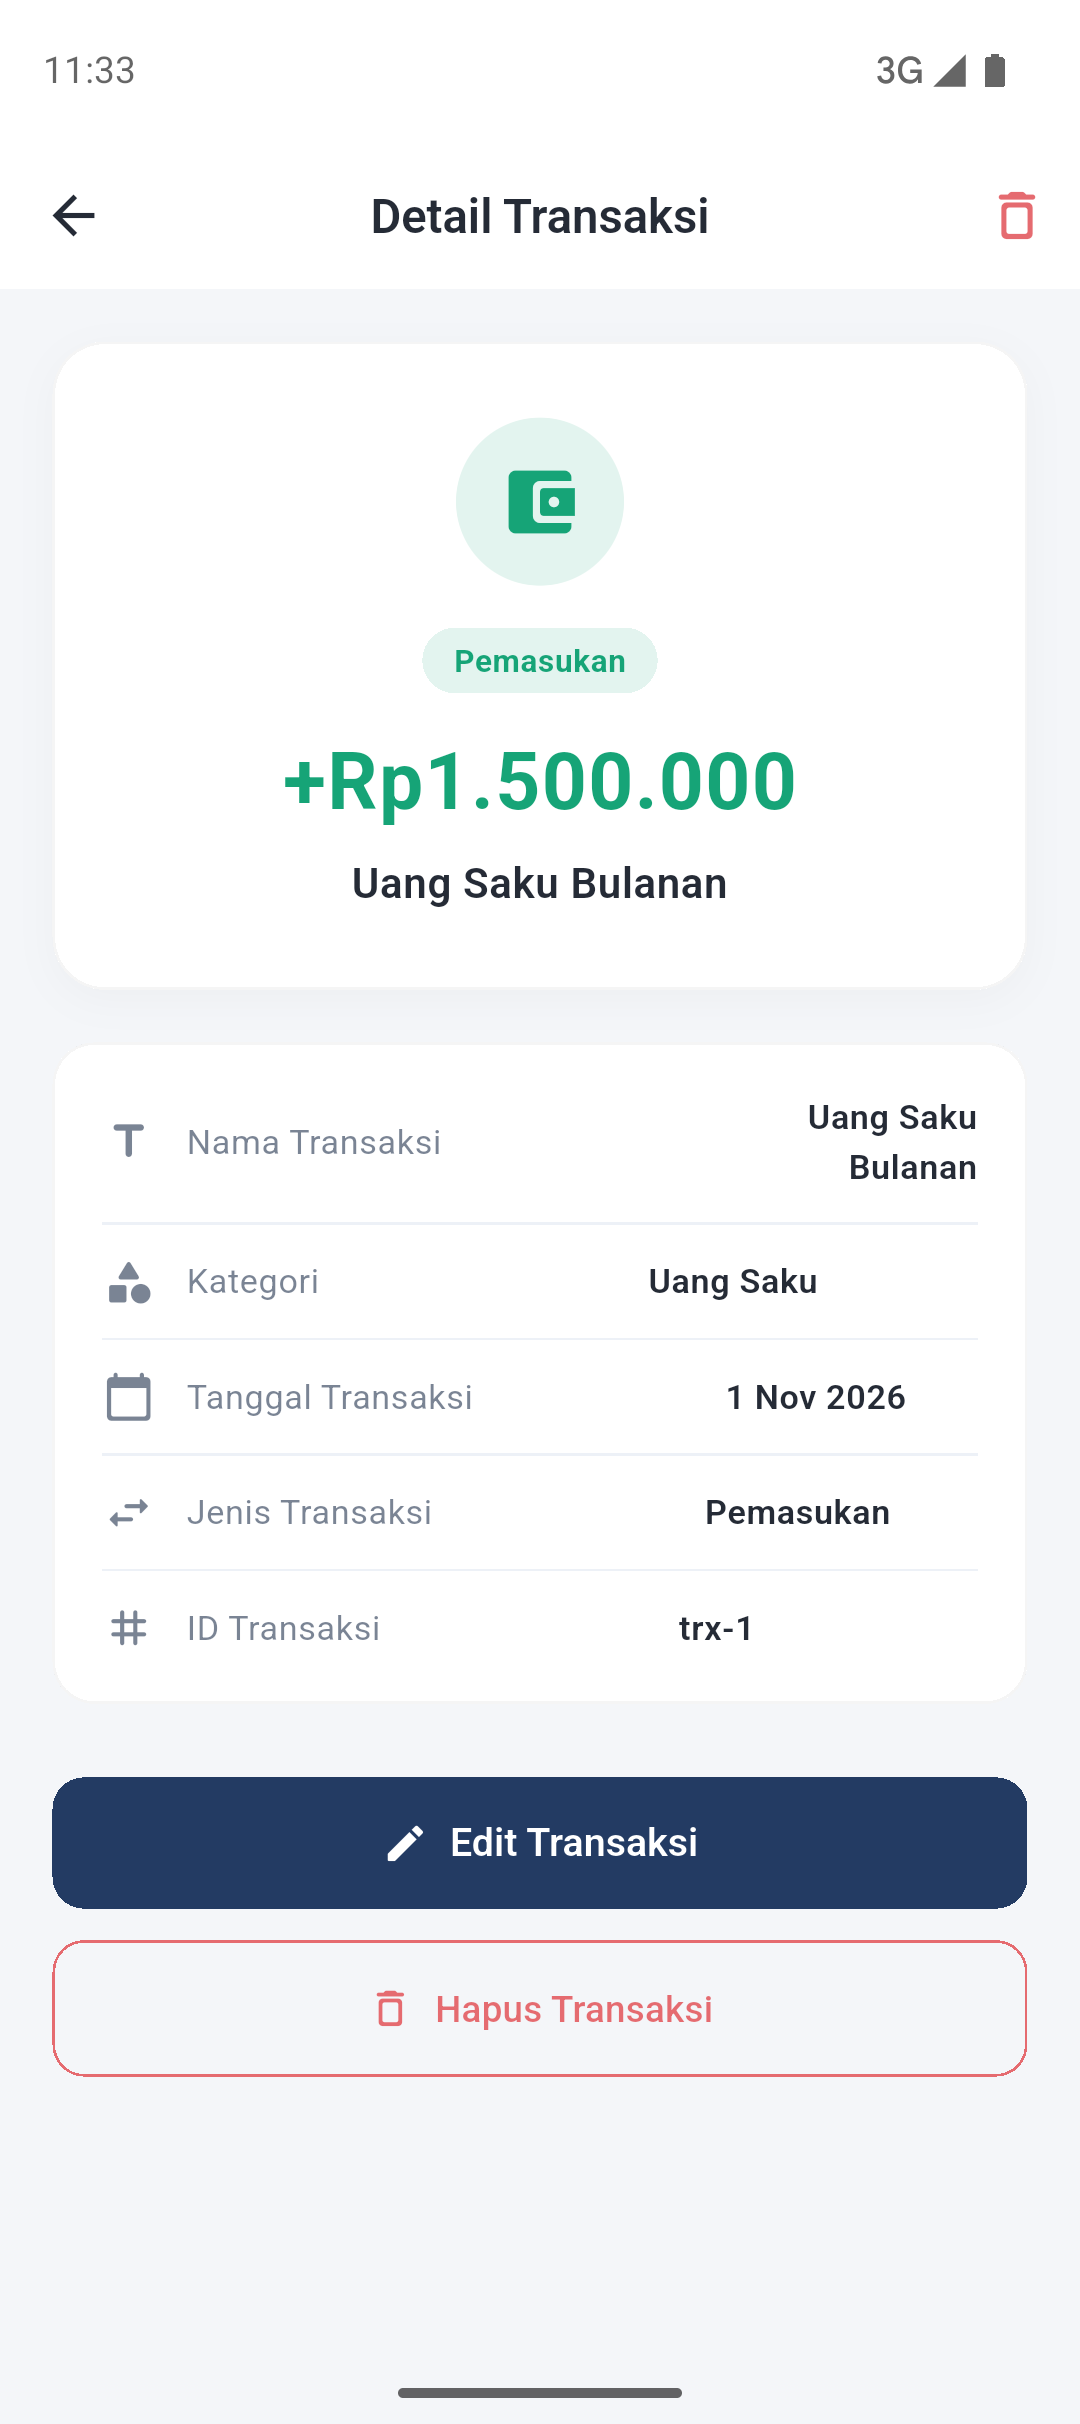 11:33
3G
Detail Transaksi
Pemasukan
+Rp1.500.000
Uang Saku Bulanan
Nama Transaksi
Uang Saku
Bulanan
Kategori
Uang Saku
Tanggal Transaksi
1 Nov 2026
Jenis Transaksi
Pemasukan
ID Transaksi
trx-1
Edit Transaksi
Hapus Transaksi